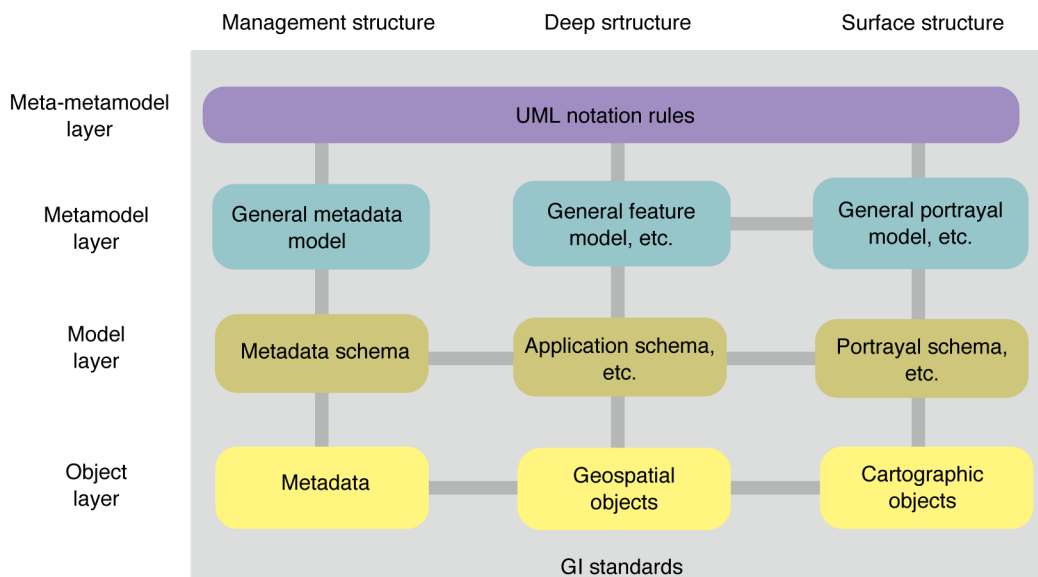 Management structure
Deep srtructure
Surface structure
Meta-metamodel
layer
UML notation rules
Metamodel
layer
General metadata
model
General feature
model, etc.
General portrayal
model, etc.
Model
layer
Metadata schema
Application schema,
etc.
Portrayal schema,
etc.
Object
layer
Metadata
Geospatial
objects
Cartographic
objects
GI standards